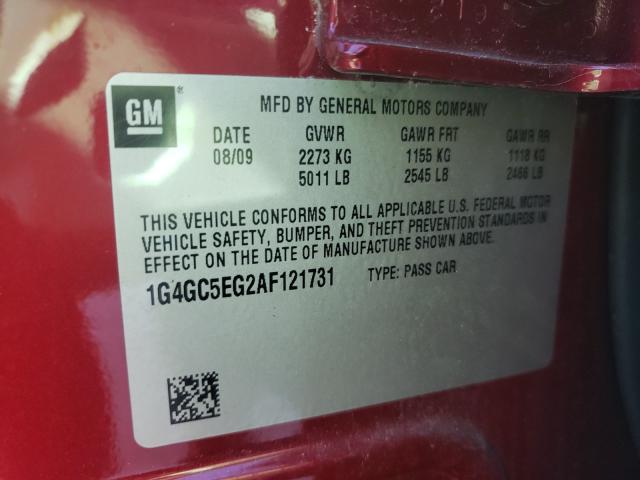 GM
MFD BY GENERAL MOTORS COMPANY
DATE GVWR GAWR FRT GAWR RR
08/09 2273 KG 1155 KG 1118 KG
5011 LB 2545 LB 2466 LB
THIS VEHICLE CONFORMS TO ALL APPLICABLE U.S. FEDERAL MOTOR
VEHICLE SAFETY, BUMPER, AND THEFT PREVENTION STANDARDS IN
EFFECT ON THE DATE OF MANUFACTURE SHOWN ABOVE.
1G4GC5EG2AF121731 TYPE: PASS CAR